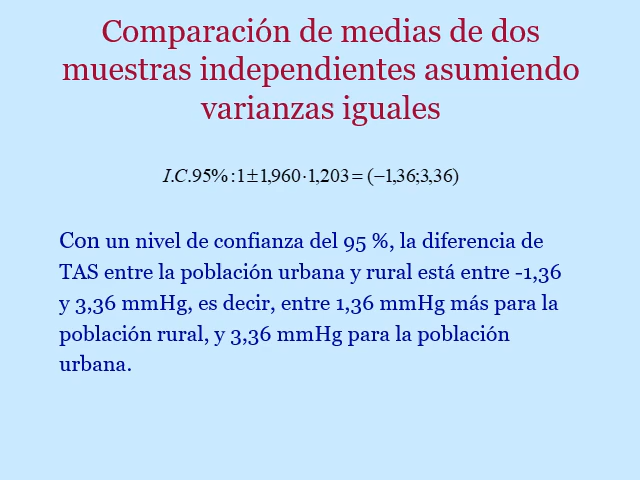 Comparación de medias de dos
muestras independientes asumiendo
varianzas iguales
I.C.95%:1±1,960·1,203=(−1,36;3,36)
Con un nivel de confianza del 95 %, la diferencia de
TAS entre la población urbana y rural está entre -1,36
y 3,36 mmHg, es decir, entre 1,36 mmHg más para la
población rural, y 3,36 mmHg para la población
urbana.